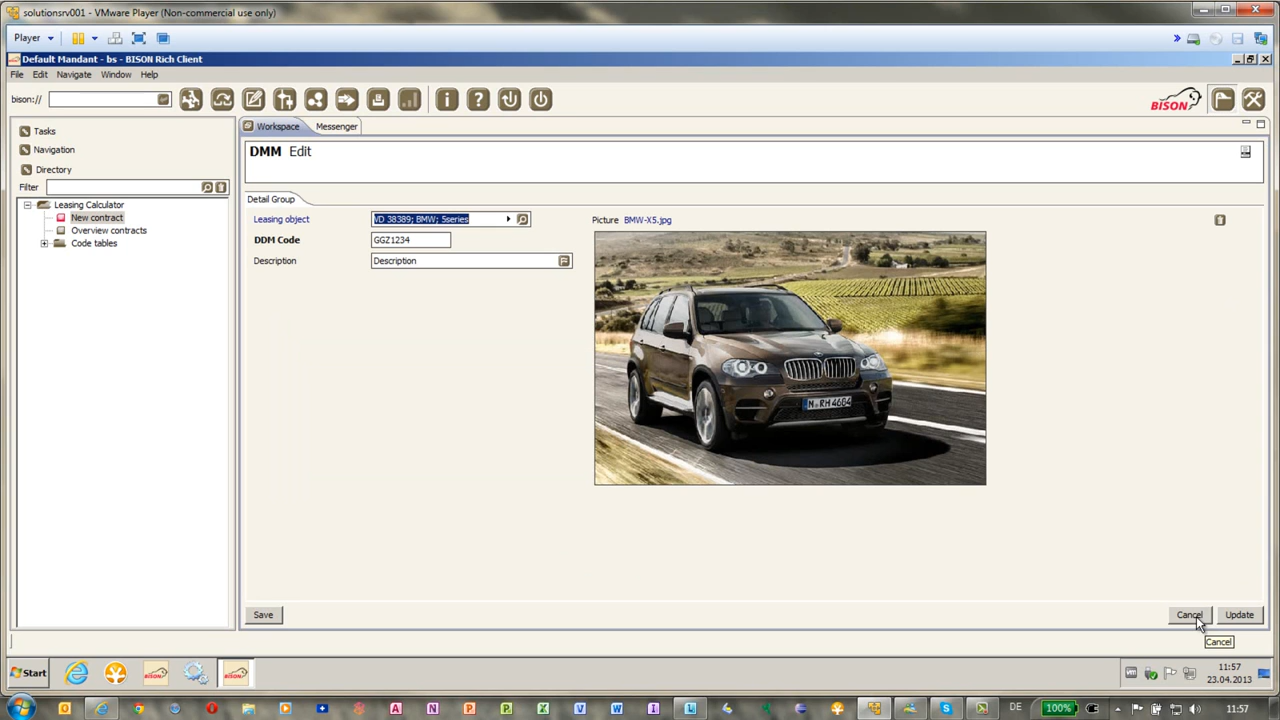 solutionsrv001 - VMware Player (Non-commercial use only)
Player
Default Mandant - bs - BISON Rich Client
File Edit Navigate Window Help
bison://
BISON
Tasks
Navigation
Directory
Filter
Leasing Calculator
New contract
Overview contracts
Code tables
Workspace Messenger
DMM Edit
Detail Group
Leasing object VD 38389; BMW; 5series
DDM Code GGZ1234
Description Description
Picture BMW-X5.jpg
N RH 4604
Save Cancel Update
Cancel
Start
BISON
BISON
11:57
23.04.2013
DE 100% 11:57